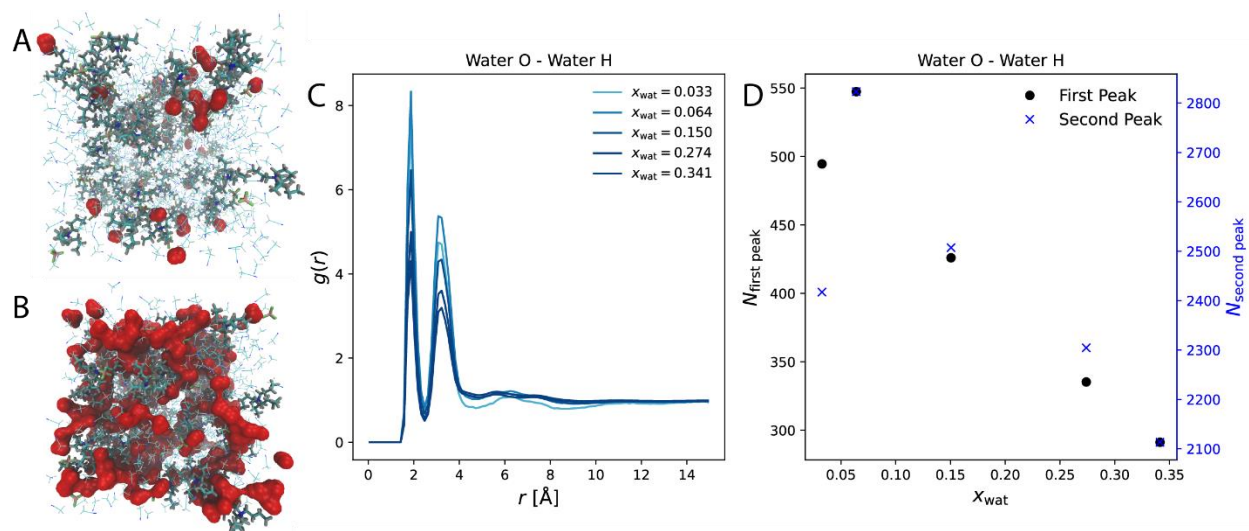 A
B
Water O - Water H
C
x_wat = 0.033
x_wat = 0.064
x_wat = 0.150
x_wat = 0.274
x_wat = 0.341
8
6
4
2
0
g(r)
0 2 4 6 8 10 12 14
r [Å]
Water O - Water H
D
First Peak
Second Peak
550
500
450
400
350
300
N_first peak
2800
2700
2600
2500
2400
2300
2200
2100
N_second peak
0.05 0.10 0.15 0.20 0.25 0.30 0.35
x_wat